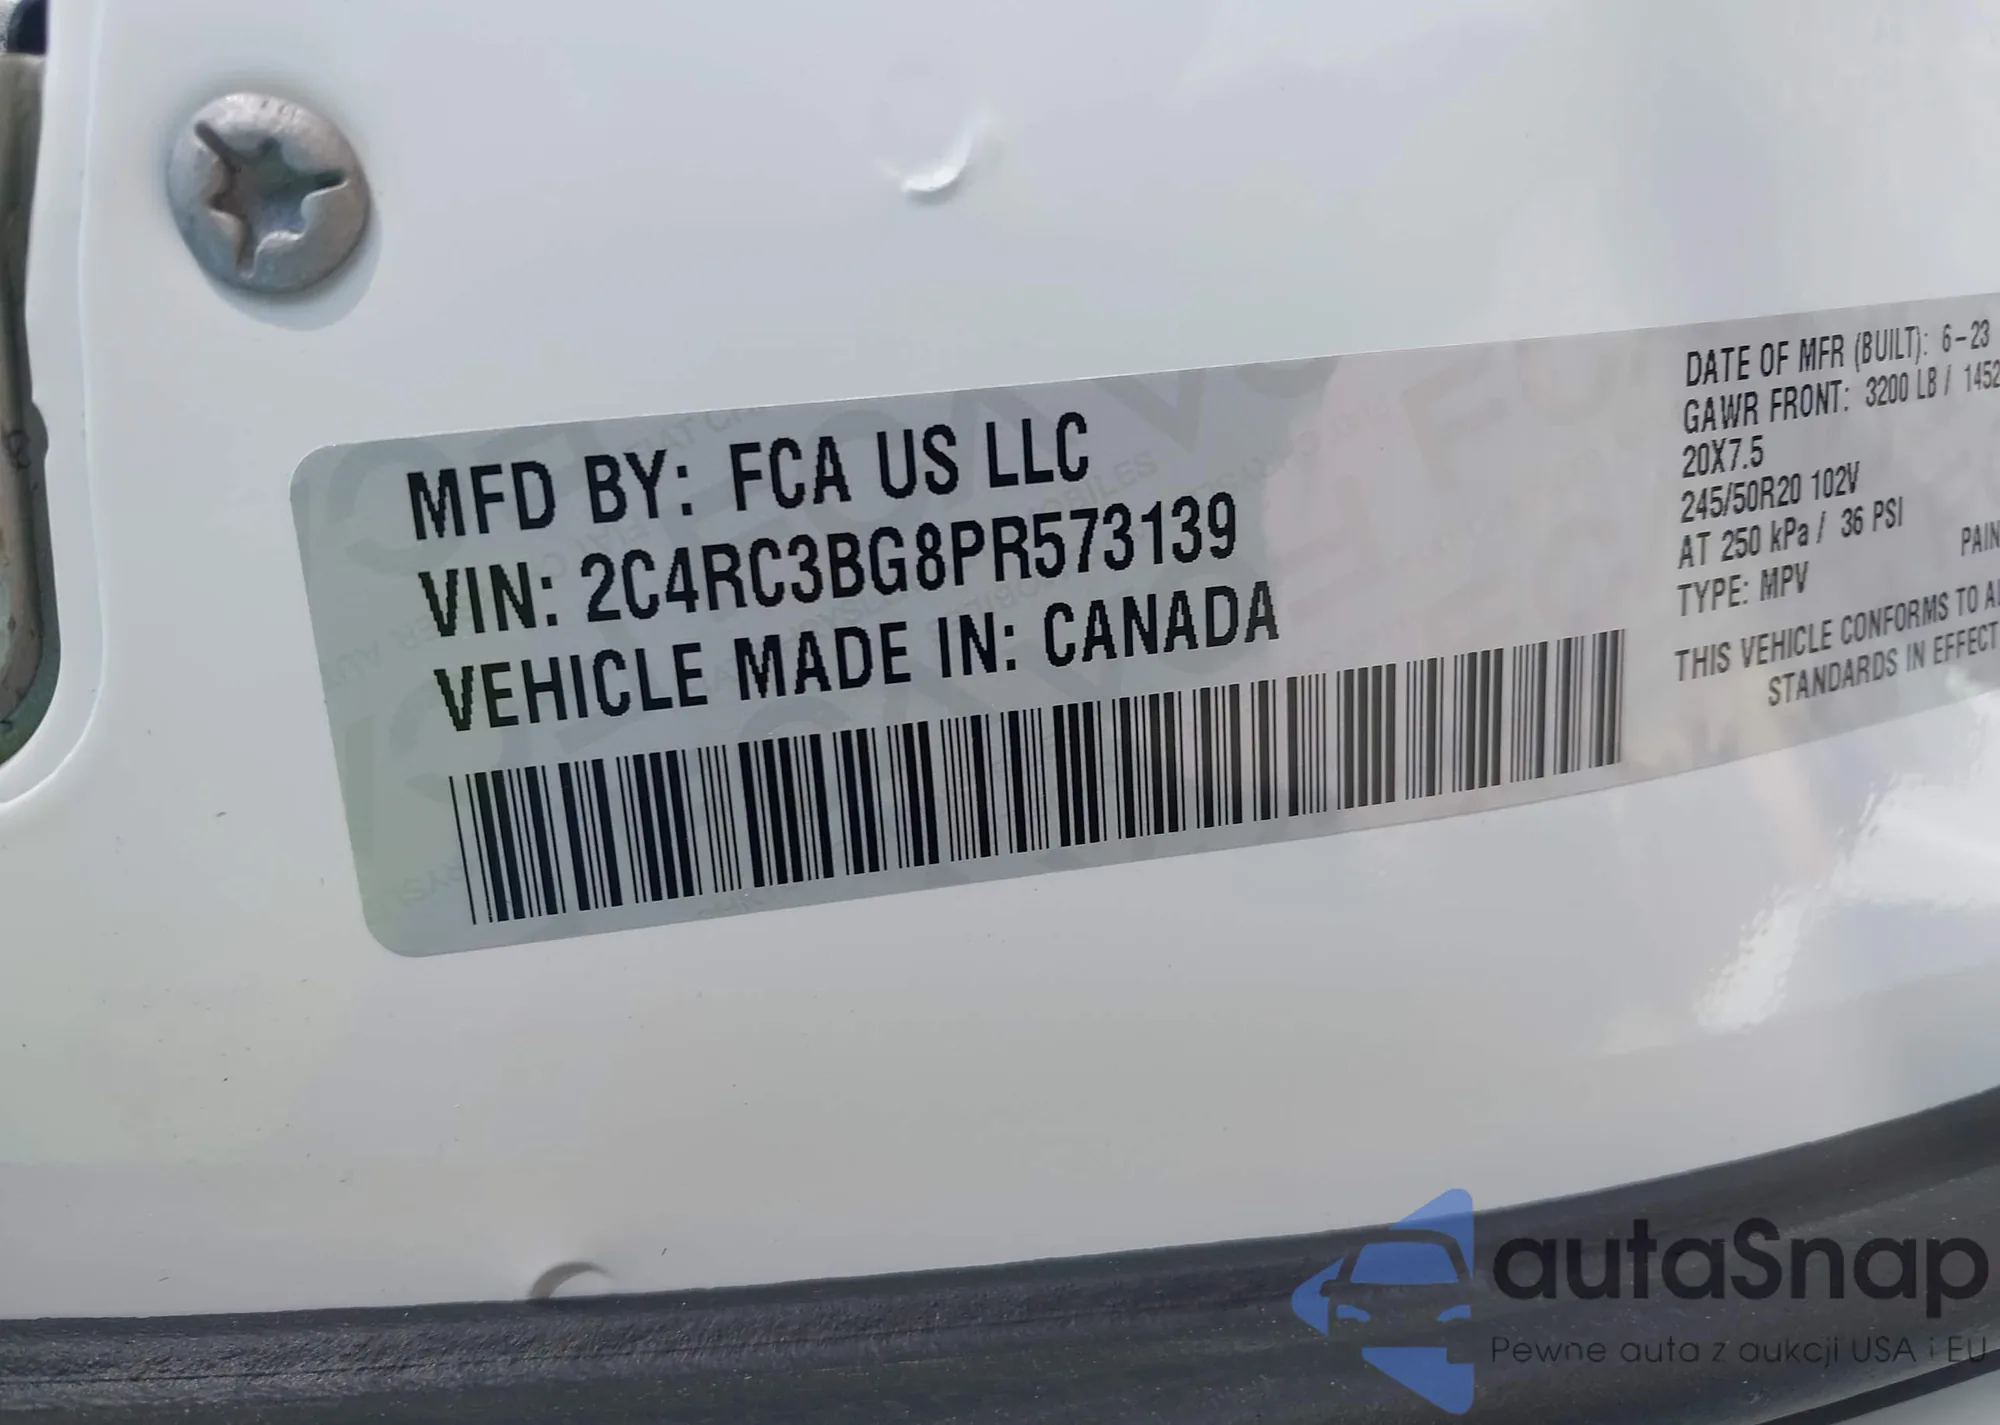 MFD BY: FCA US LLC
VIN: 2C4RC3BG8PR573139
VEHICLE MADE IN: CANADA
DATE OF MFR (BUILT): 6-23
GAWR FRONT: 3200 LB / 1452
20X7.5
245/50R20 102V
AT 250 kPa / 36 PSI
TYPE: MPV
PAIN
THIS VEHICLE CONFORMS TO
STANDARDS IN EFFECT
autaSnap
Pewne auta z aukcji USA i EU